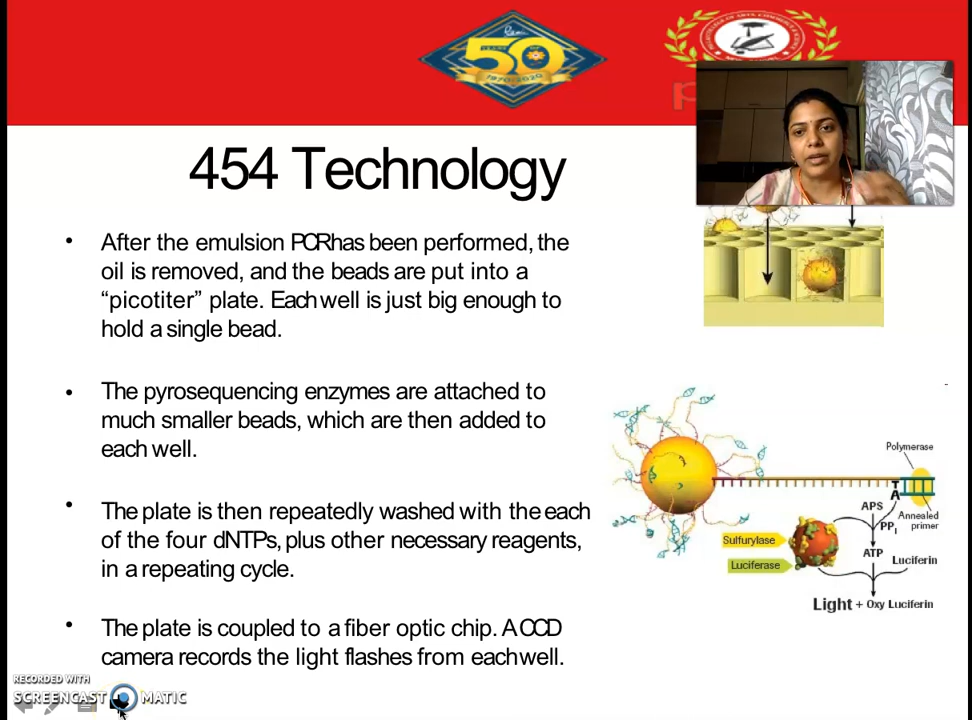 50
YEARS
1970-2020
454 Technology
• After the emulsion PCR has been performed, the
oil is removed, and the beads are put into a
“picotiter” plate. Each well is just big enough to
hold a single bead.
• The pyrosequencing enzymes are attached to
much smaller beads, which are then added to
each well.
• The plate is then repeatedly washed with the each
of the four dNTPs, plus other necessary reagents,
in a repeating cycle.
• The plate is coupled to a fiber optic chip. A CCD
camera records the light flashes from each well.
Polymerase
T
A
APS
Annealed
primer
PPi
Sulfurylase
Luciferase
ATP
Luciferin
Light + Oxy Luciferin
RECORDED WITH
SCREENCAST MATIC